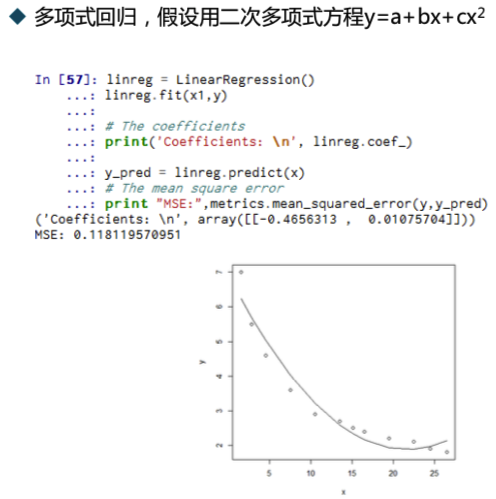 ◆ 多项式回归，假设用二次多项式方程y=a+bx+cx²
In [57]: linreg = LinearRegression()
...: linreg.fit(x1,y)
...:
...: # The coefficients
...: print('Coefficients: \n', linreg.coef_)
...:
...: y_pred = linreg.predict(x)
...: # The mean square error
...: print "MSE:",metrics.mean_squared_error(y,y_pred)
('Coefficients: \n', array([[-0.4656313 , 0.01075704]]))
MSE: 0.118119570951
7
6
5
4
3
2
y
5 10 15 20 25
x